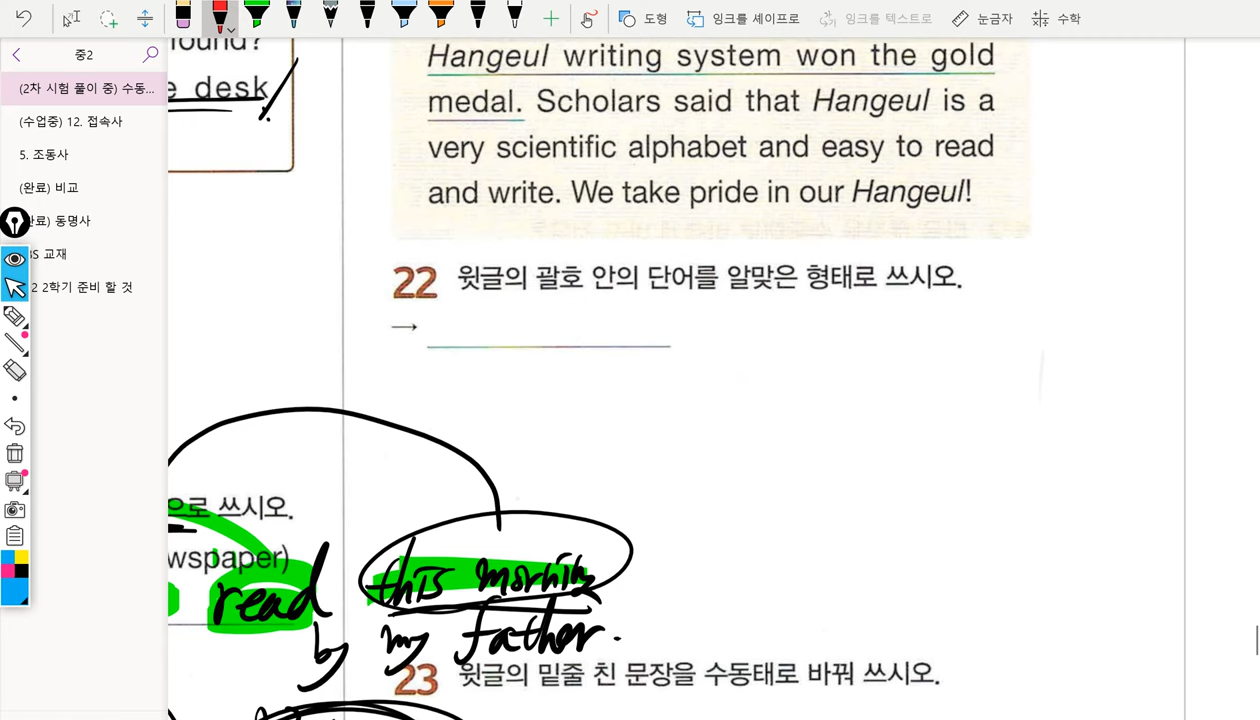 도형
잉크를 셰이프로
잉크를 텍스트로
눈금자
수학
중2
(2차 시험 풀이 중) 수동...
(수업중) 12. 접속사
5. 조동사
(완료) 비교
동명사
교재
2 2학기 준비 할 것
ound?
e desk
으로 쓰시오.
wspaper)
read this morning
by my father.
Hangeul writing system won the gold
medal. Scholars said that Hangeul is a
very scientific alphabet and easy to read
and write. We take pride in our Hangeul!
22 윗글의 괄호 안의 단어를 알맞은 형태로 쓰시오.
→
23 윗글의 밑줄 친 문장을 수동태로 바꿔 쓰시오.